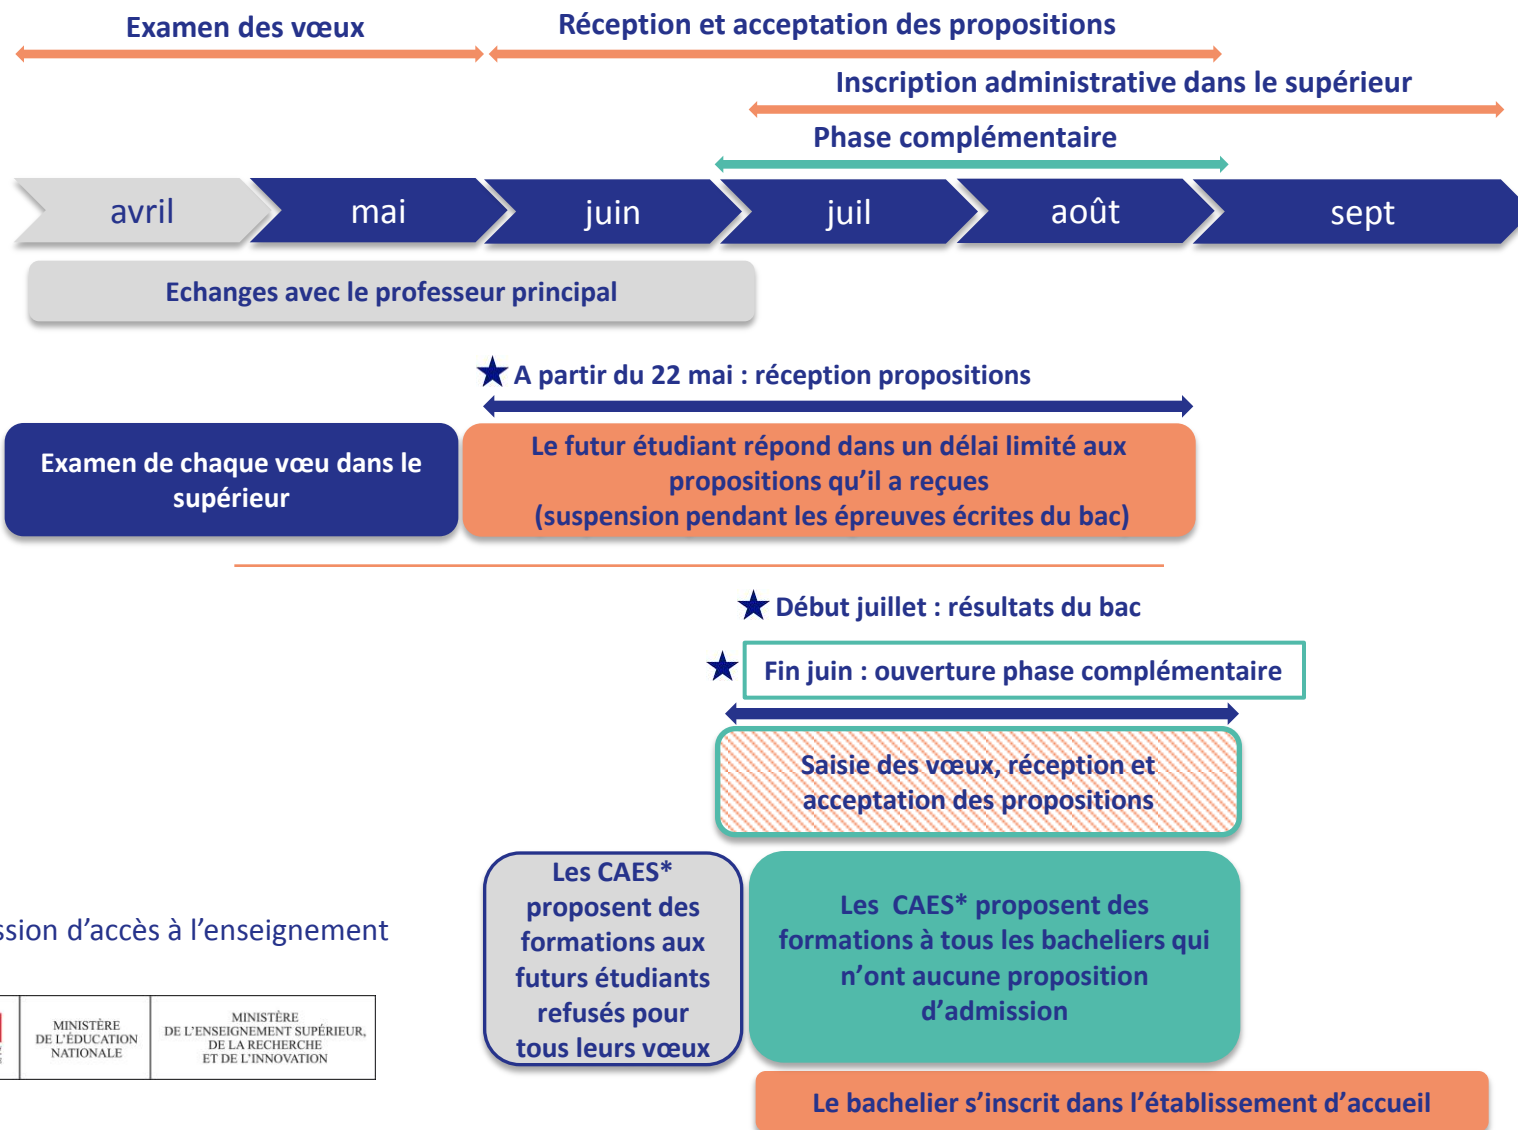 Examen des vœux
Réception et acceptation des propositions
Inscription administrative dans le supérieur
Phase complémentaire
avril
mai
juin
juil
août
sept
Echanges avec le professeur principal
A partir du 22 mai : réception propositions
Examen de chaque vœu dans le
supérieur
Le futur étudiant répond dans un délai limité aux
propositions qu’il a reçues
(suspension pendant les épreuves écrites du bac)
Début juillet : résultats du bac
Fin juin : ouverture phase complémentaire
Saisie des vœux, réception et
acceptation des propositions
Les CAES*
proposent des
formations aux
futurs étudiants
refusés pour
tous leurs vœux
Les CAES* proposent des
formations à tous les bacheliers qui
n’ont aucune proposition
d’admission
ssion d’accès à l’enseignement
MINISTÈRE
DE L’ÉDUCATION
NATIONALE
MINISTÈRE
DE L’ENSEIGNEMENT SUPÉRIEUR,
DE LA RECHERCHE
ET DE L’INNOVATION
Le bachelier s’inscrit dans l’établissement d’accueil